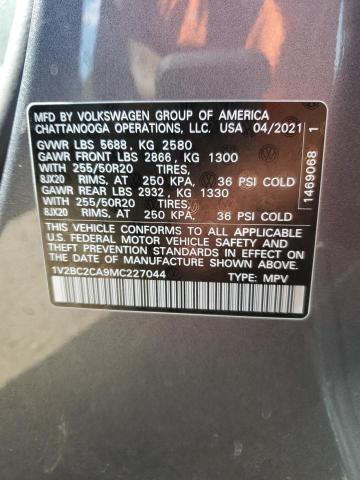 MFD BY VOLKSWAGEN GROUP OF AMERICA
CHATTANOOGA OPERATIONS, LLC. USA 04/2021
GVWR LBS 5688, KG 2580
GAWR FRONT LBS 2866, KG 1300
WITH 255/50R20 TIRES,
8JX20 RIMS, AT 250 KPA, 36 PSI COLD
GAWR REAR LBS 2932, KG 1330
WITH 255/50R20 TIRES,
8JX20 RIMS, AT 250 KPA, 36 PSI COLD
THIS VEHICLE CONFORMS TO ALL APPLICABLE
U.S. FEDERAL MOTOR VEHICLE SAFETY AND
THEFT PREVENTION STANDARDS IN EFFECT ON
THE DATE OF MANUFACTURE SHOWN ABOVE.
1V2BC2CA9MC227044 TYPE: MPV
1469068 1